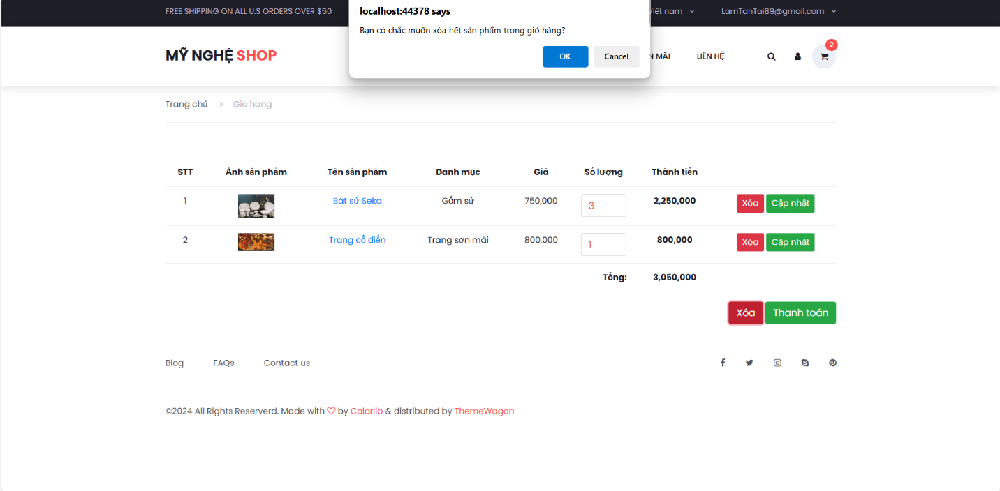 FREE SHIPPING ON ALL U.S ORDERS OVER $50
localhost:44378 says
Bạn có chắc muốn xóa hết sản phẩm trong giỏ hàng?
OK Cancel
Việt nam LamTanTai89@gmail.com
MỸ NGHỆ SHOP
N MÃI LIÊN HỆ 2
Trang chủ > Gio hang
STT Ảnh sản phẩm Tên sản phẩm Danh mục Giá Số lượng Thành tiền
1 Bát sứ Seka Gốm sứ 750,000 3 2,250,000 Xóa Cập nhật
2 Trang cổ điển Trang sơn mài 800,000 1 800,000 Xóa Cập nhật
Tổng: 3,050,000
Xóa Thanh toán
Blog FAQs Contact us
©2024 All Rights Reserverd. Made with ♡ by Colorlib & distributed by ThemeWagon